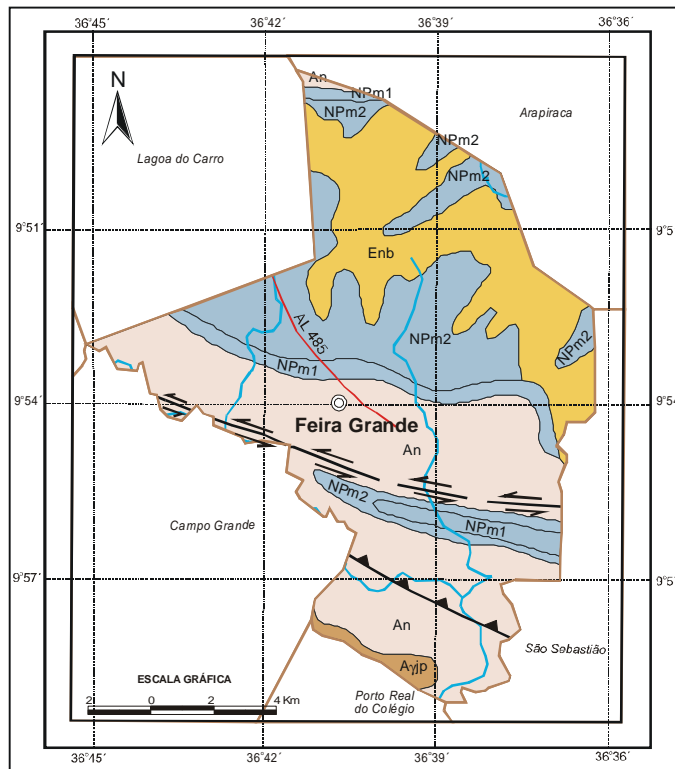 36°45´ 36°42´ 36°39´ 36°36´
An
NPm1
N
NPm2
Arapiraca
NPm2
Lagoa do Carro
NPm2
9°51´ 9°5
Enb
AL 485
NPm2
NPm2
NPm1
9°54´ 9°54
Feira Grande
An
NPm2
Campo Grande
NPm1
9°57´ 9°5
An
São Sebastião
Aγjp
ESCALA GRÁFICA
Porto Real
do Colégio
2 0 2 4 Km
36°45´ 36°42´ 36°39´ 36°36´